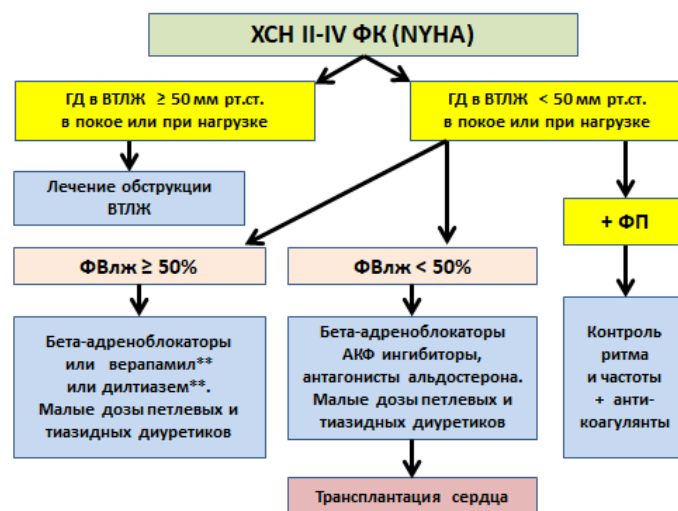 ХСН II-IV ФК (NYHA)
ГД в ВТЛЖ ≥ 50 мм рт.ст.
в покое или при нагрузке
ГД в ВТЛЖ < 50 мм рт.ст.
в покое или при нагрузке
Лечение обструкции
ВТЛЖ
+ ФП
ФВлж ≥ 50%
ФВлж < 50%
Бета-адреноблокаторы
или верапамил**
или дилтиазем**.
Малые дозы петлевых и
тиазидных диуретиков
Бета-адреноблокаторы
АКФ ингибиторы,
антагонисты альдостерона.
Малые дозы петлевых и
тиазидных диуретиков
Контроль
ритма
и частоты
+ анти-
коагулянты
Трансплантация сердца